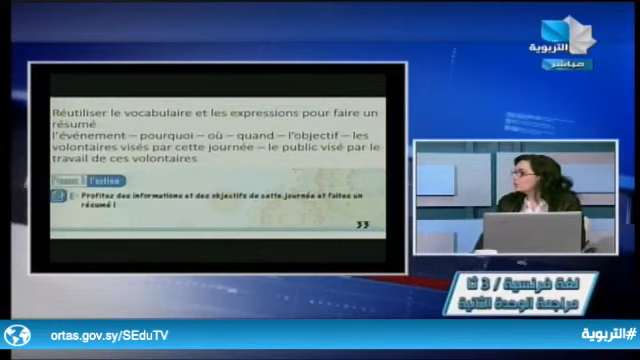 التربوية
مباشر
Réutiliser le vocabulaire et les expressions pour faire un
résumé
l'événement – pourquoi – où – quand – l'objectif – les
volontaires visés par cette journée – le public visé par le
travail de ces volontaires
l'action
E- Profitez des informations et des objectifs de cette journée et faites un
résumé !
33
لغة فرنسية / 3 ثا
مراجعة الوحدة الثانية
ortas.gov.sy/SEduTV
#التربوية